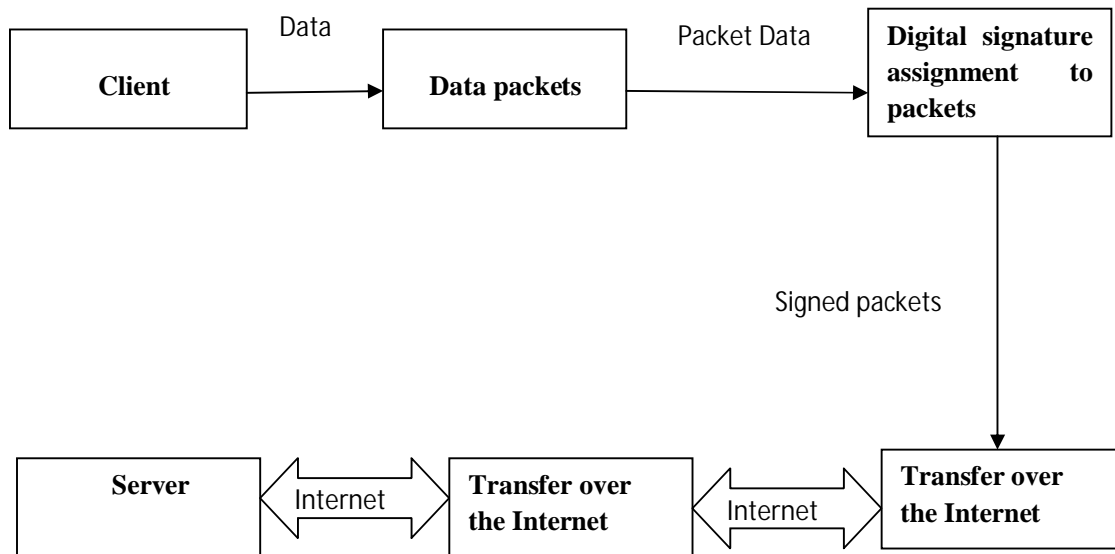 Data
Packet Data
Client
Data packets
Digital signature
assignment to
packets
Signed packets
Server
Internet
Transfer over
the Internet
Internet
Transfer over
the Internet